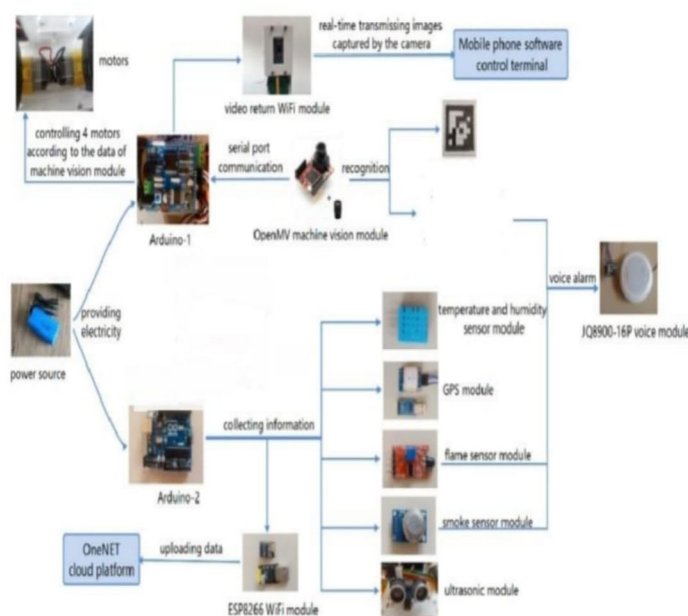 real-time transmissing images
captured by the camera
Mobile phone software
control terminal
motors
video return WiFi module
controlling 4 motors
according to the data of
machine vision module
serial port
communication
recognition
Arduino-1
OpenMV machine vision module
voice alarm
JQ8900-16P voice module
providing
electricity
power source
temperature and humidity
sensor module
GPS module
collecting information
flame sensor module
Arduino-2
smoke sensor module
OneNET
cloud platform
uploading data
ESP8266 WiFi module
ultrasonic module